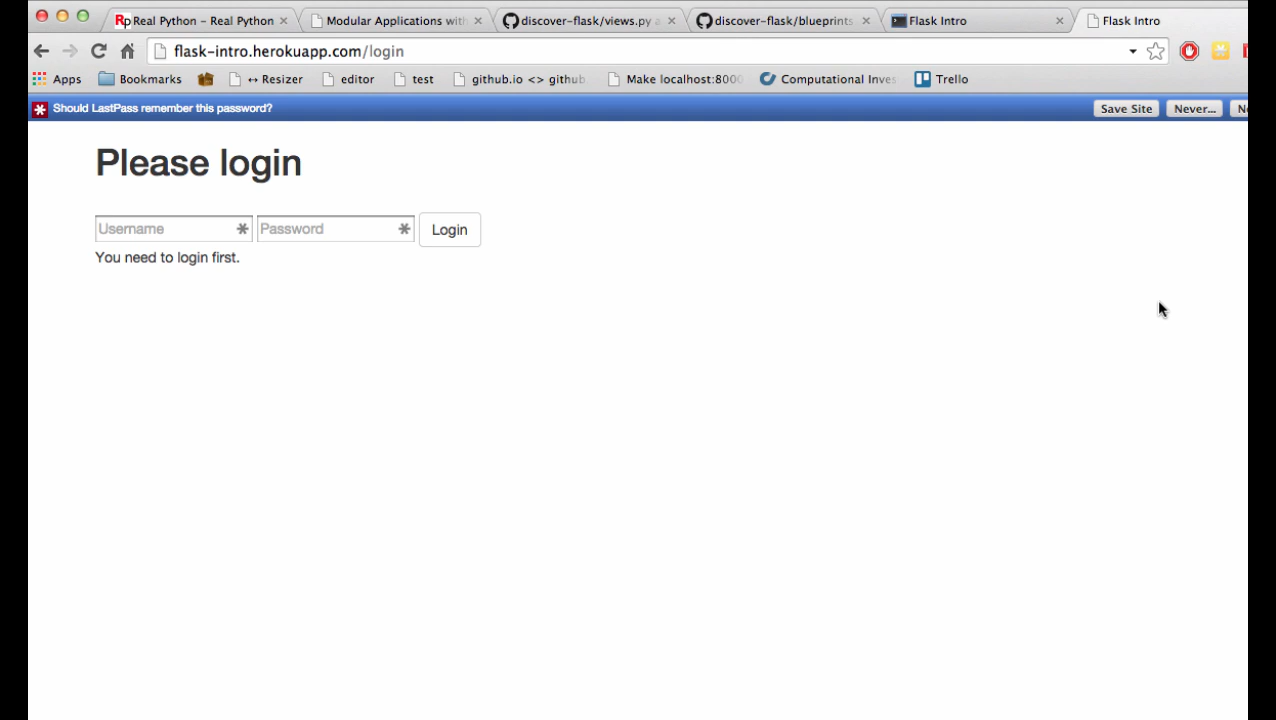 Real Python – Real Python
Modular Applications with
discover-flask/views.py a
discover-flask/blueprints
Flask Intro
Flask Intro
flask-intro.herokuapp.com/login
Apps
Bookmarks
↔ Resizer
editor
test
github.io <> github
Make localhost:8000
Computational Inves
Trello
Should LastPass remember this password?
Save Site
Never...
Please login
Username
Password
Login
You need to login first.